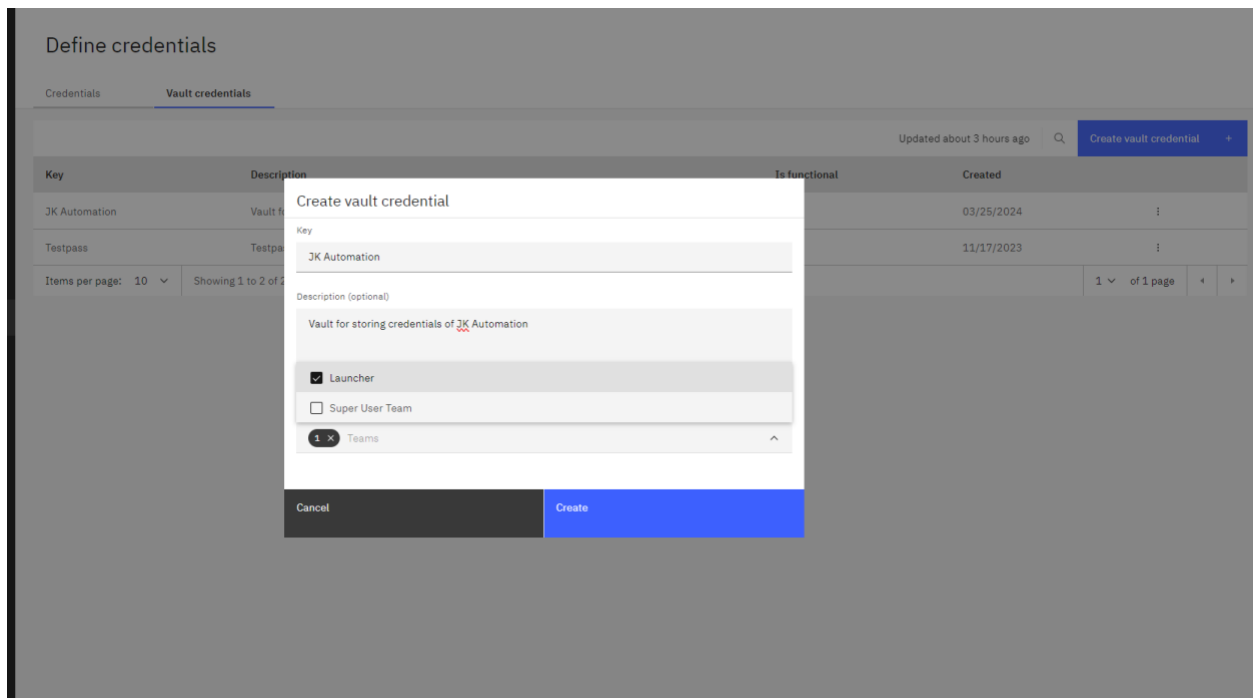 Define credentials
Credentials Vault credentials
Updated about 3 hours ago Create vault credential +
Key Description Is functional Created
JK Automation Vault 03/25/2024
Testpass 11/17/2023
Items per page: 10 Showing 1 to 2 of 1 of 1 page
Create vault credential
Key
JK Automation
Description (optional)
Vault for storing credentials of JK Automation
Launcher
Super User Team
1 × Teams
Cancel Create